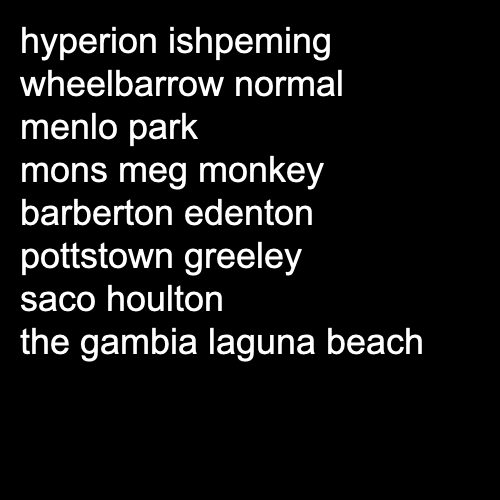 hyperion ishpeming
wheelbarrow normal
menlo park
mons meg monkey
barberton edenton
pottstown greeley
saco houlton
the gambia laguna beach